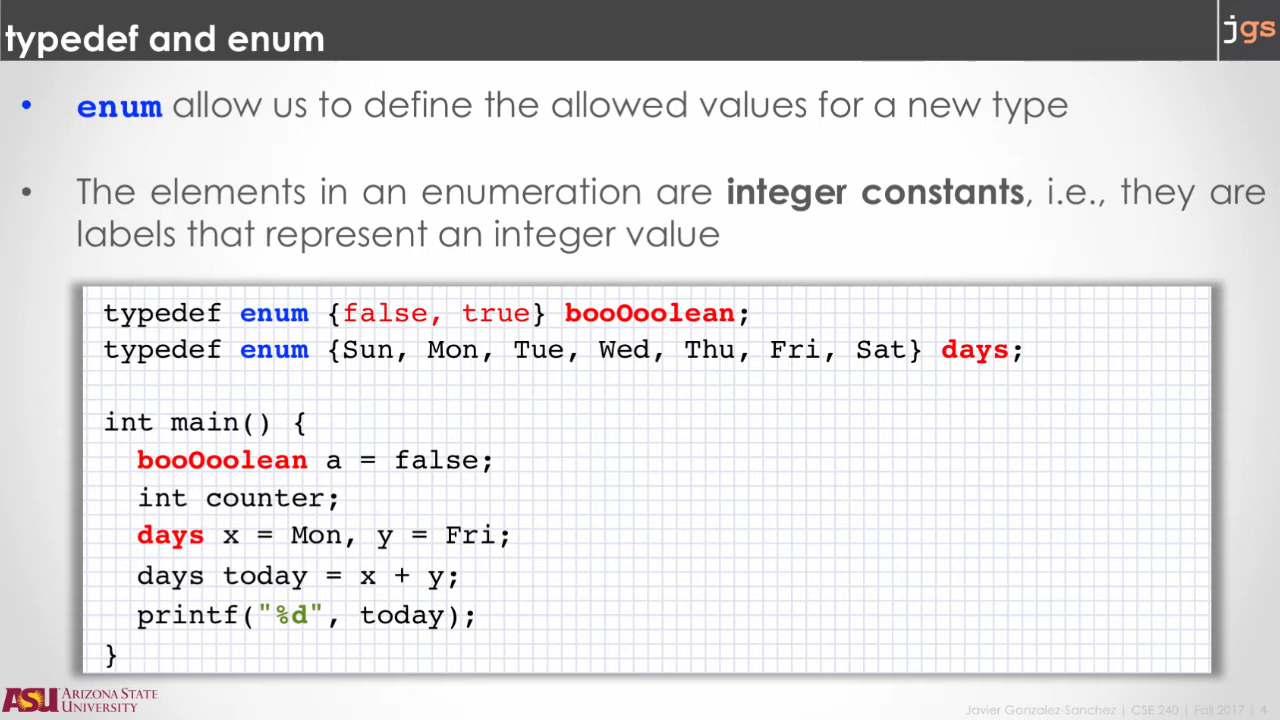 typedef and enum
jgs
• enum allow us to define the allowed values for a new type
• The elements in an enumeration are integer constants, i.e., they are
labels that represent an integer value
typedef enum {false, true} booOoolean;
typedef enum {Sun, Mon, Tue, Wed, Thu, Fri, Sat} days;
int main() {
booOoolean a = false;
int counter;
days x = Mon, y = Fri;
days today = x + y;
printf("%d", today);
}
ASU ARIZONA STATE
UNIVERSITY
Javier Gonzalez-Sanchez | CSE 240 | Fall 2017 | 4